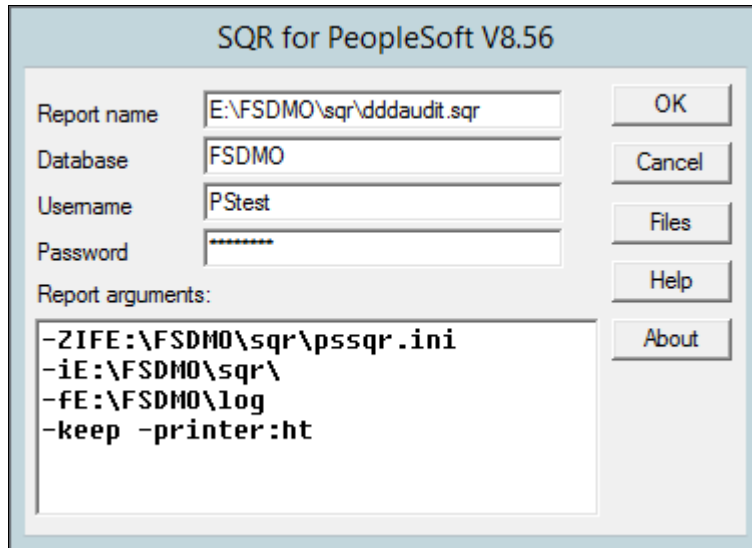 SQR for PeopleSoft V8.56
Report name E:\FSDMO\sqr\dddaudit.sqr OK
Database FSDMO Cancel
Username PStest
Files
Password ********
Help
Report arguments:
About
-ZIFE:\FSDMO\sqr\pssqr.ini
-iE:\FSDMO\sqr\
-fE:\FSDMO\log
-keep -printer:ht